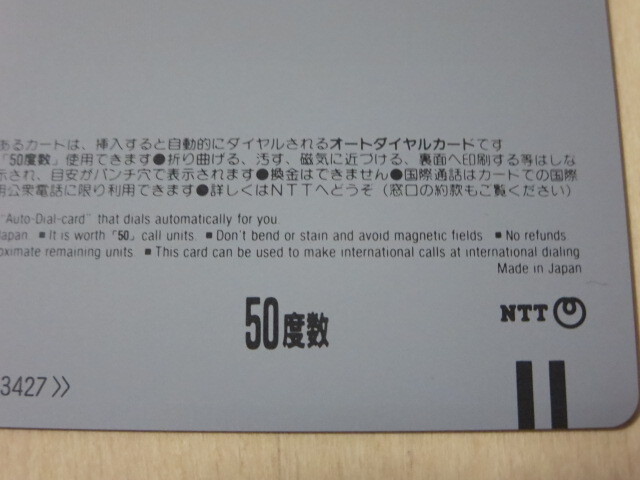 あるカートは、挿入すると自動的にダイヤルされるオートダイヤルカードです
「50度数」使用できます●折り曲げる、汚す、磁気に近づける、裏面へ印刷する等はしな
示され、目安がパンチ穴で表示されます●換金はできません●国際通話はカードでの国際
用公衆電話に限り利用できます●詳しくはNTTへどうぞ（窓口の約款もご覧ください）
"Auto-Dial-card" that dials automatically for you.
apan. ■ It is worth「50」call units. ■ Don't bend or stain and avoid magnetic fields ■ No refunds
oximate remaining units. ■ This card can be used to make international calls at international dialing
Made in Japan
50度数
NTT
3427>>